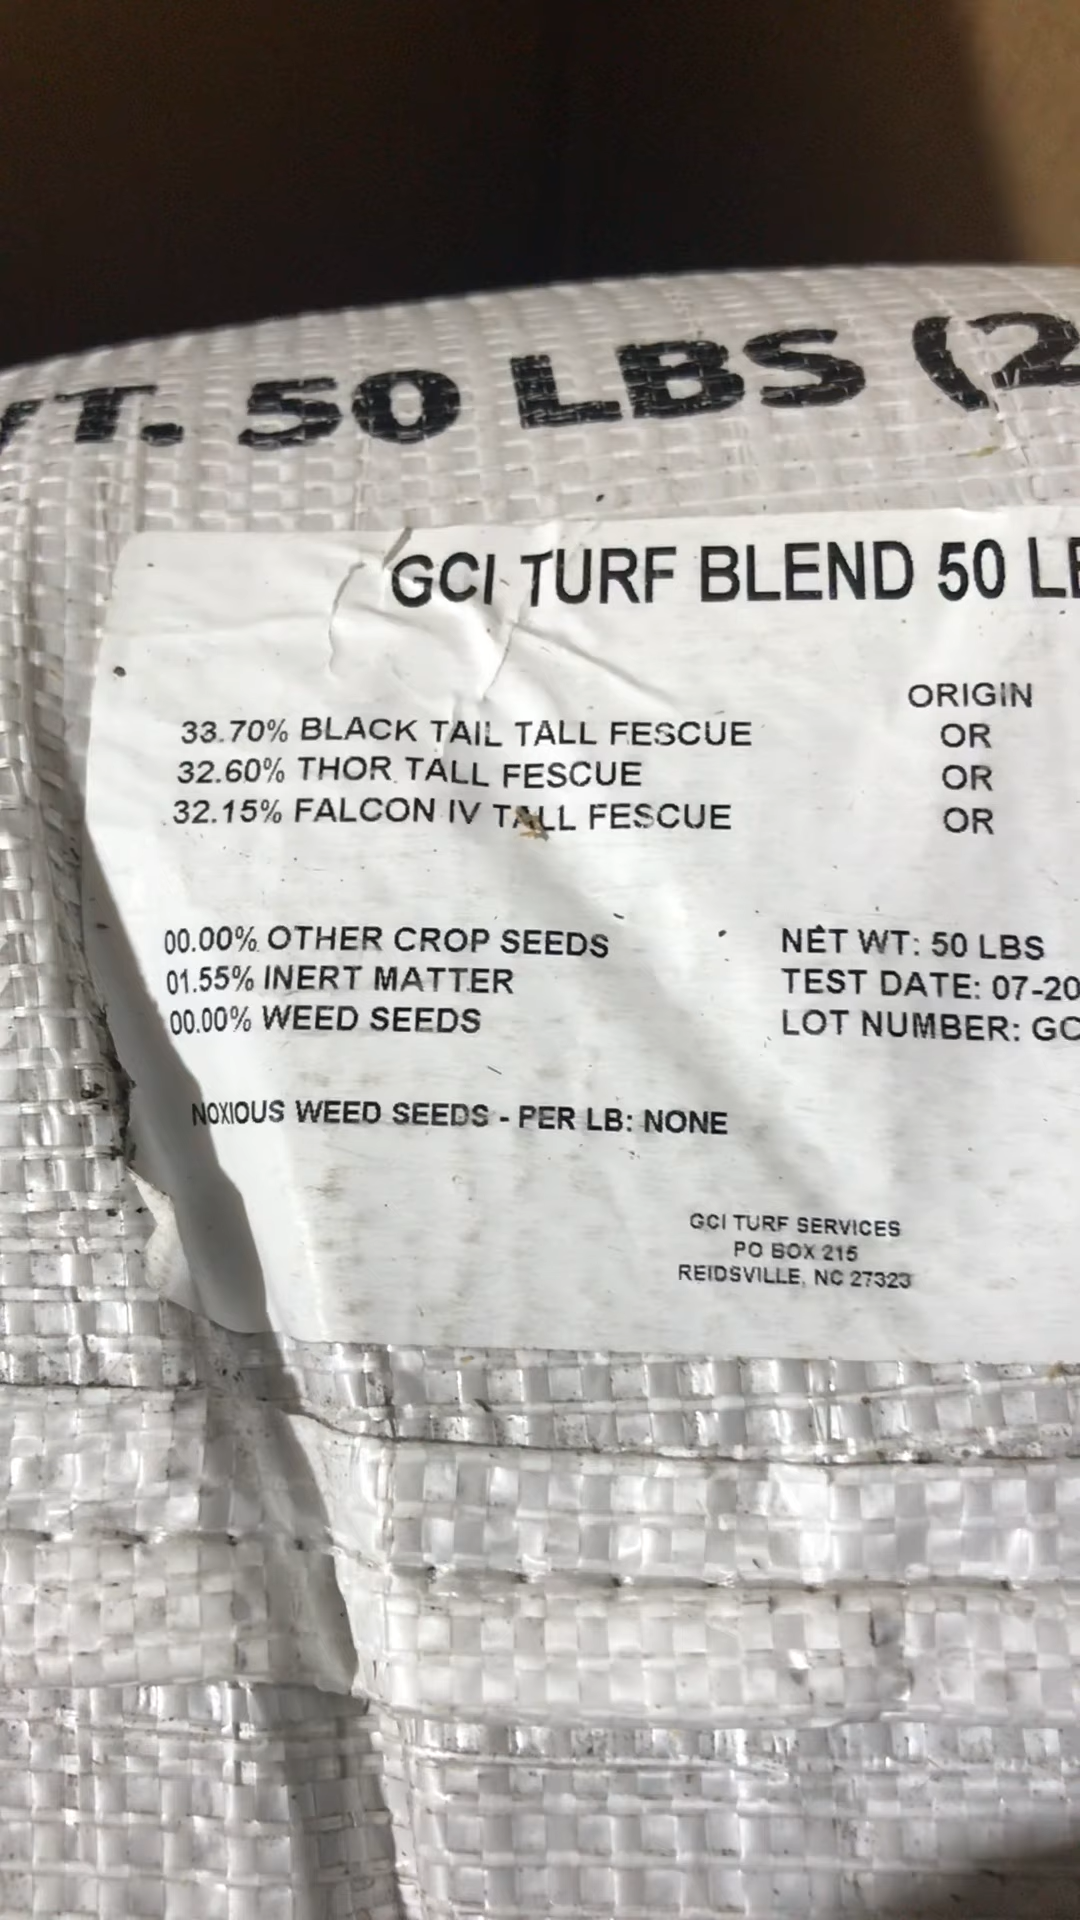 WT. 50 LBS (2
GCI TURF BLEND 50 LB
ORIGIN
33.70% BLACK TAIL TALL FESCUE OR
32.60% THOR TALL FESCUE OR
32.15% FALCON IV TALL FESCUE OR
00.00% OTHER CROP SEEDS
01.55% INERT MATTER
00.00% WEED SEEDS
NET WT: 50 LBS
TEST DATE: 07-20
LOT NUMBER: GC
NOXIOUS WEED SEEDS - PER LB: NONE
GCI TURF SERVICES
PO BOX 215
REIDSVILLE, NC 27323